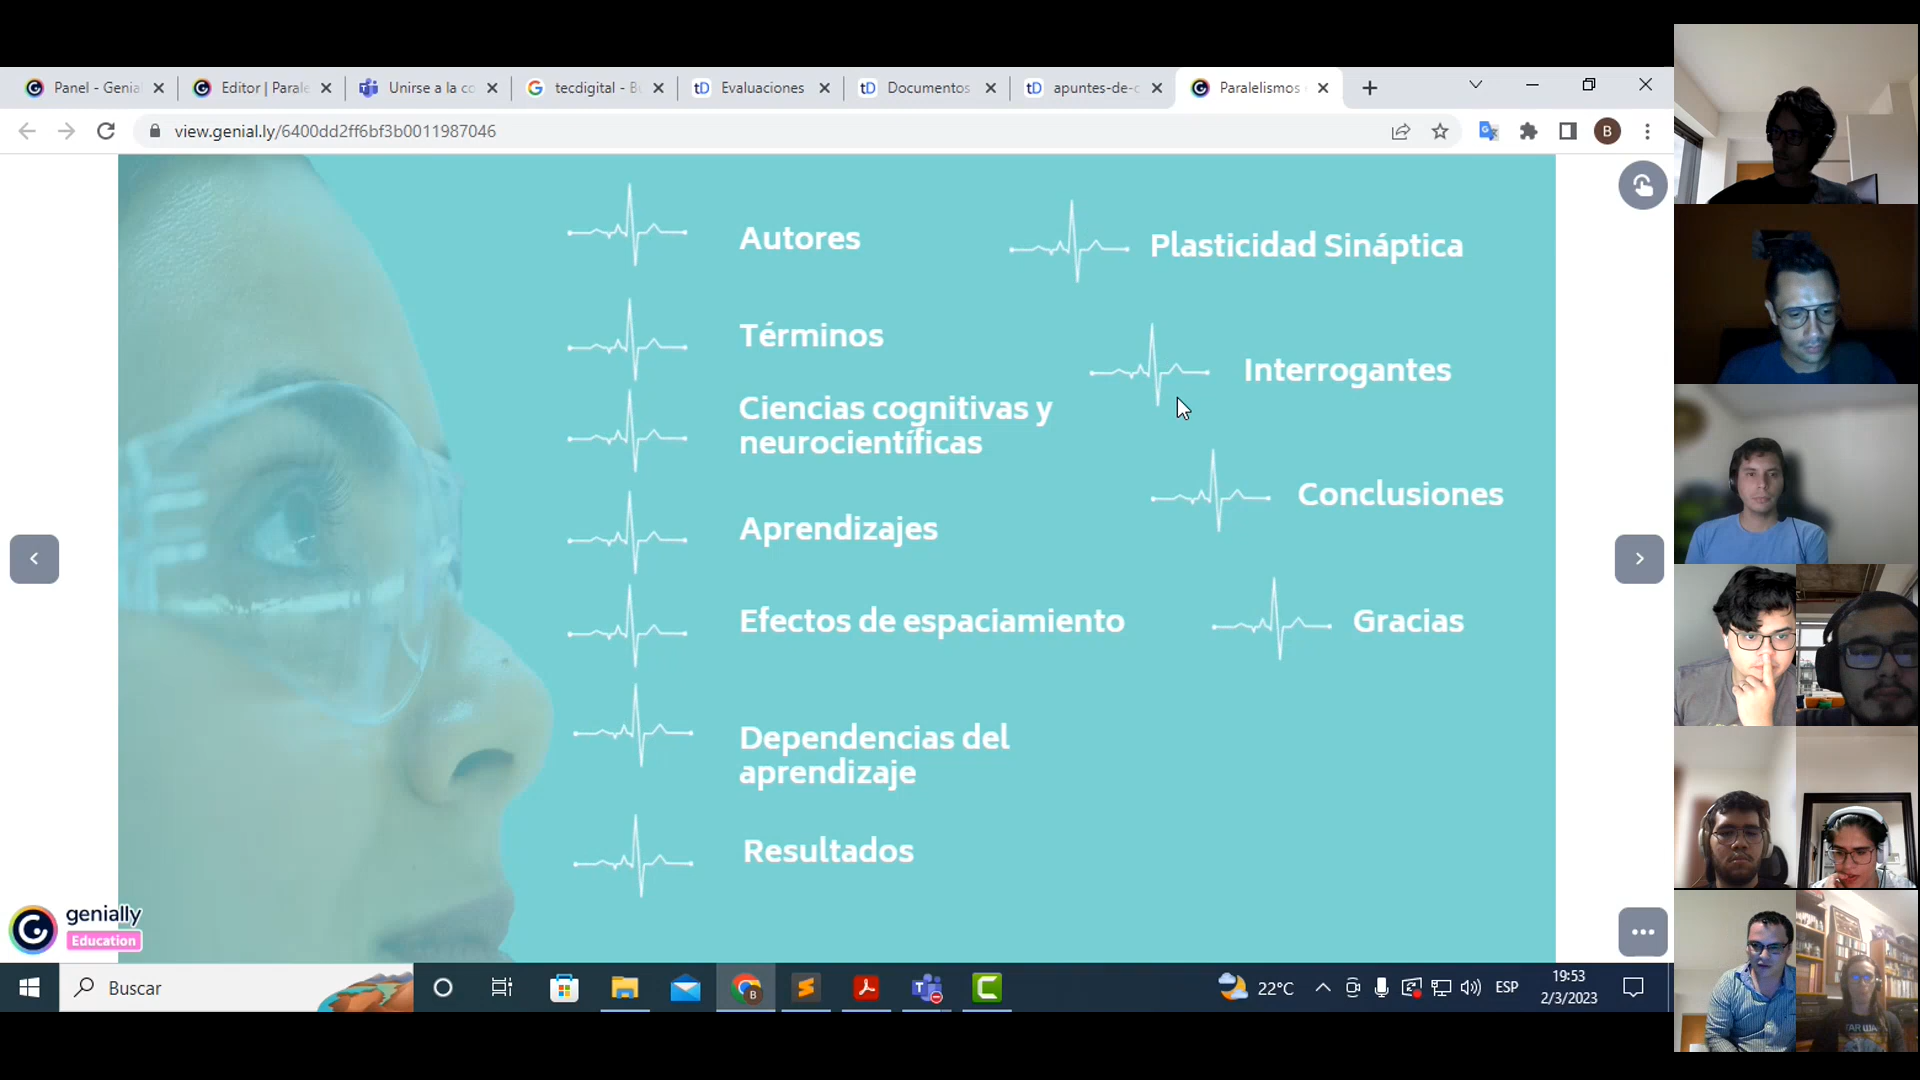 Panel - Genia
Editor | Parale
Unirse a la co
tecdigital - Bu
Evaluaciones
Documentos
apuntes-de-c
Paralelismos
view.genial.ly/6400dd2ff6bf3b0011987046
B
Autores
Términos
Ciencias cognitivas y
neurocientíficas
Aprendizajes
Efectos de espaciamiento
Dependencias del
aprendizaje
Resultados
Plasticidad Sináptica
Interrogantes
Conclusiones
Gracias
genially
Education
Buscar
22°C
ESP
19:53
2/3/2023